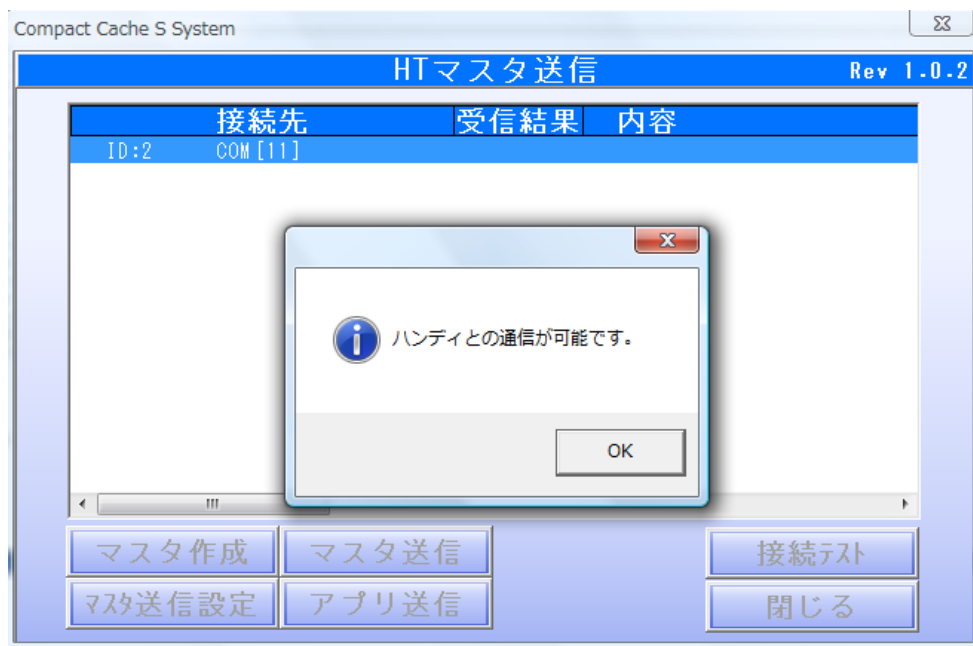 Compact Cache S System
HTマスタ送信 Rev 1.0.2
接続先 受信結果 内容
ID:2 COM[11]
ハンディとの通信が可能です。
OK
マスタ作成 マスタ送信 接続ﾃｽﾄ
ﾏｽﾀ送信設定 アプリ送信 閉じる